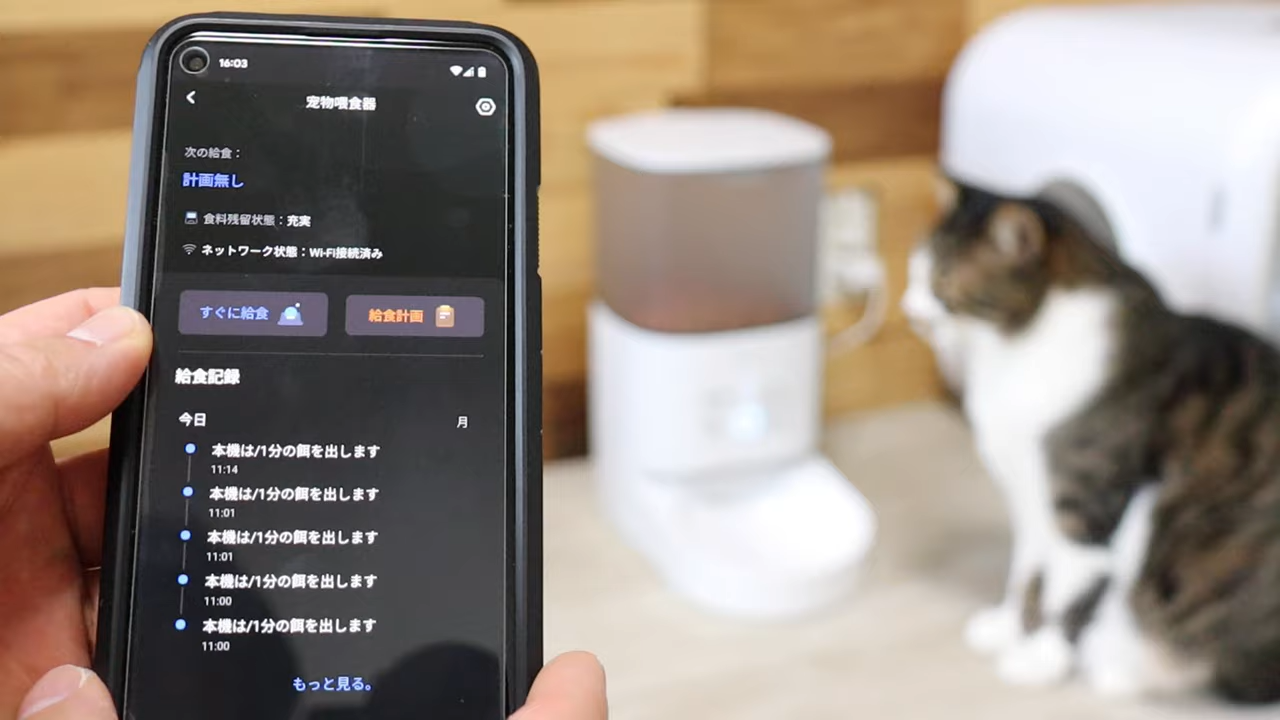 16:03
宠物喂食器
次の給食：
計画無し
食料残留状態：充実
ネットワーク状態：Wi-Fi接続済み
すぐに給食
給食計画
給食記録
今日 月
本機は/1分の餌を出します
11:14
本機は/1分の餌を出します
11:01
本機は/1分の餌を出します
11:01
本機は/1分の餌を出します
11:00
本機は/1分の餌を出します
11:00
もっと見る。